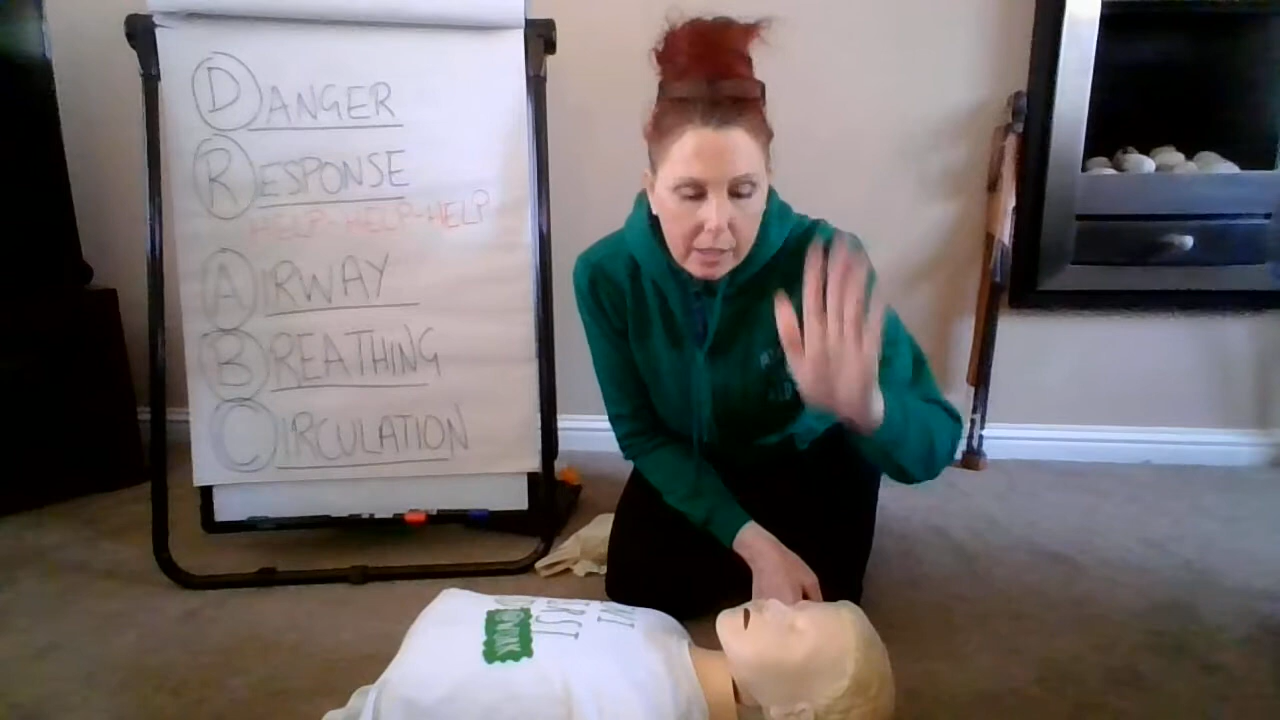 DANGER
RESPONSE
HELP-HELP-HELP
AIRWAY
BREATHING
CIRCULATION